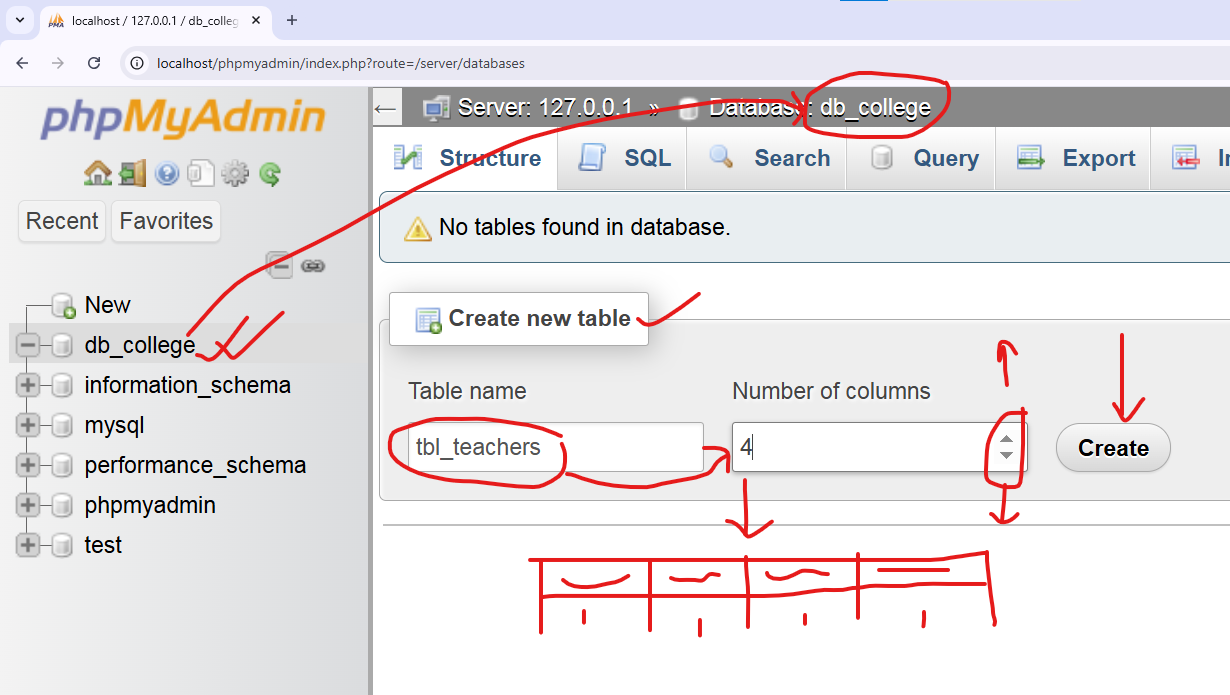 localhost / 127.0.0.1 / db_colleg
localhost/phpmyadmin/index.php?route=/server/databases
phpMyAdmin
Recent Favorites
New
db_college
information_schema
mysql
performance_schema
phpmyadmin
test
Server: 127.0.0.1 » Database: db_college
Structure SQL Search Query Export
No tables found in database.
Create new table
Table name Number of columns
tbl_teachers 4 Create